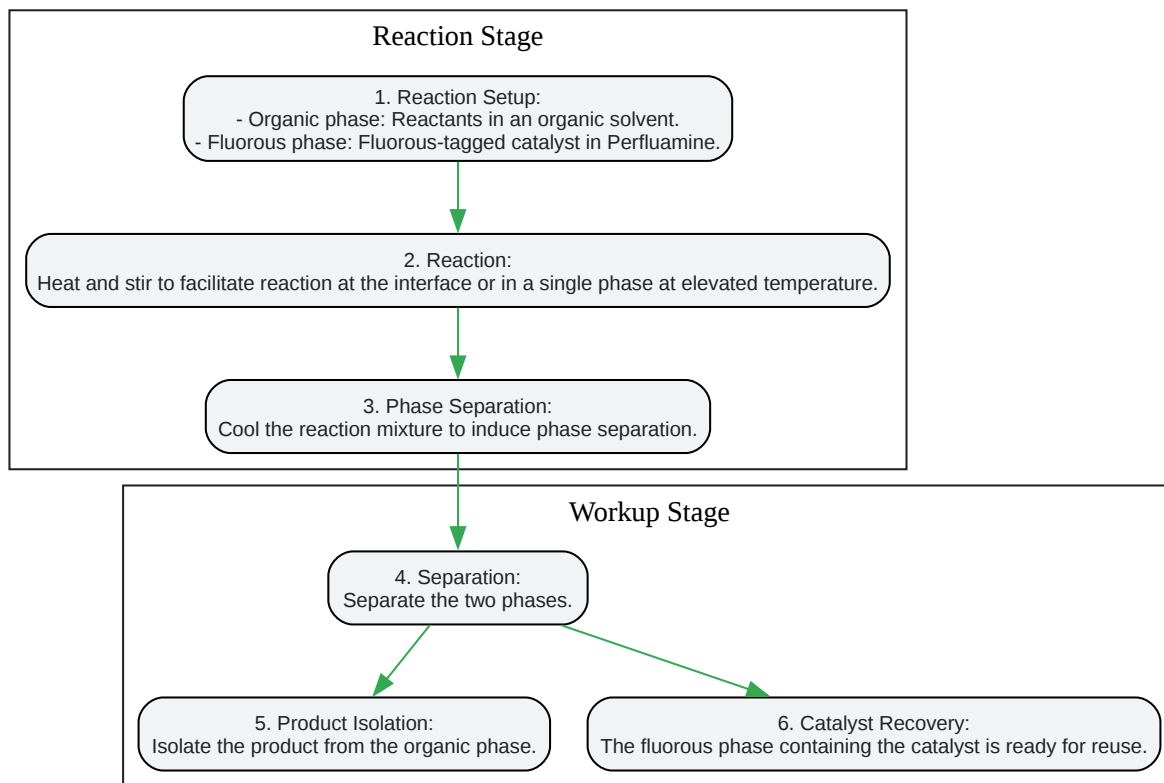 Reaction Stage
1. Reaction Setup:
- Organic phase: Reactants in an organic solvent.
- Fluorous phase: Fluorous-tagged catalyst in Perfluamine.
2. Reaction:
Heat and stir to facilitate reaction at the interface or in a single phase at elevated temperature.
3. Phase Separation:
Cool the reaction mixture to induce phase separation.
Workup Stage
4. Separation:
Separate the two phases.
5. Product Isolation:
Isolate the product from the organic phase.
6. Catalyst Recovery:
The fluorous phase containing the catalyst is ready for reuse.